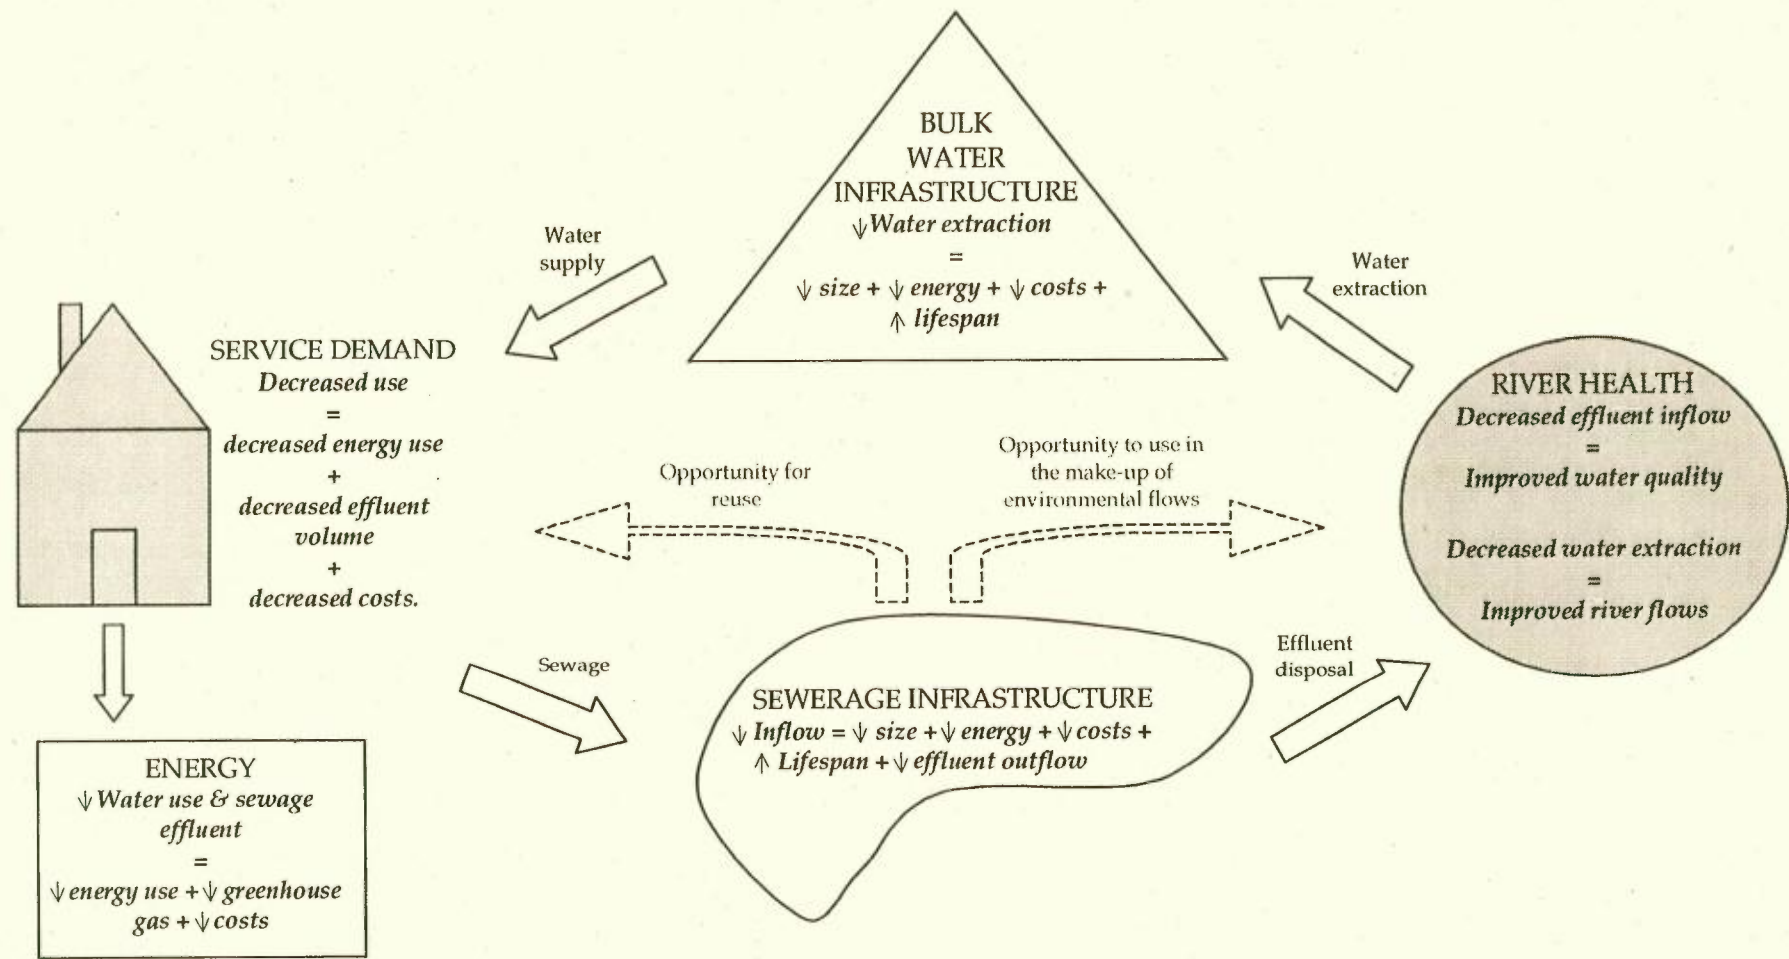 BULK
WATER
INFRASTRUCTURE
↓Water extraction
=
↓ size + ↓ energy + ↓ costs +
↑ lifespan
Water
supply
Water
extraction
SERVICE DEMAND
Decreased use
=
decreased energy use
+
decreased effluent
volume
+
decreased costs.
RIVER HEALTH
Decreased effluent inflow
=
Improved water quality
Decreased water extraction
=
Improved river flows
Opportunity for
reuse
Opportunity to use in
the make-up of
environmental flows
Sewage
Effluent
disposal
SEWERAGE INFRASTRUCTURE
↓ Inflow = ↓ size + ↓ energy + ↓ costs +
↑ Lifespan + ↓ effluent outflow
ENERGY
↓ Water use & sewage
effluent
=
↓ energy use + ↓ greenhouse
gas + ↓ costs